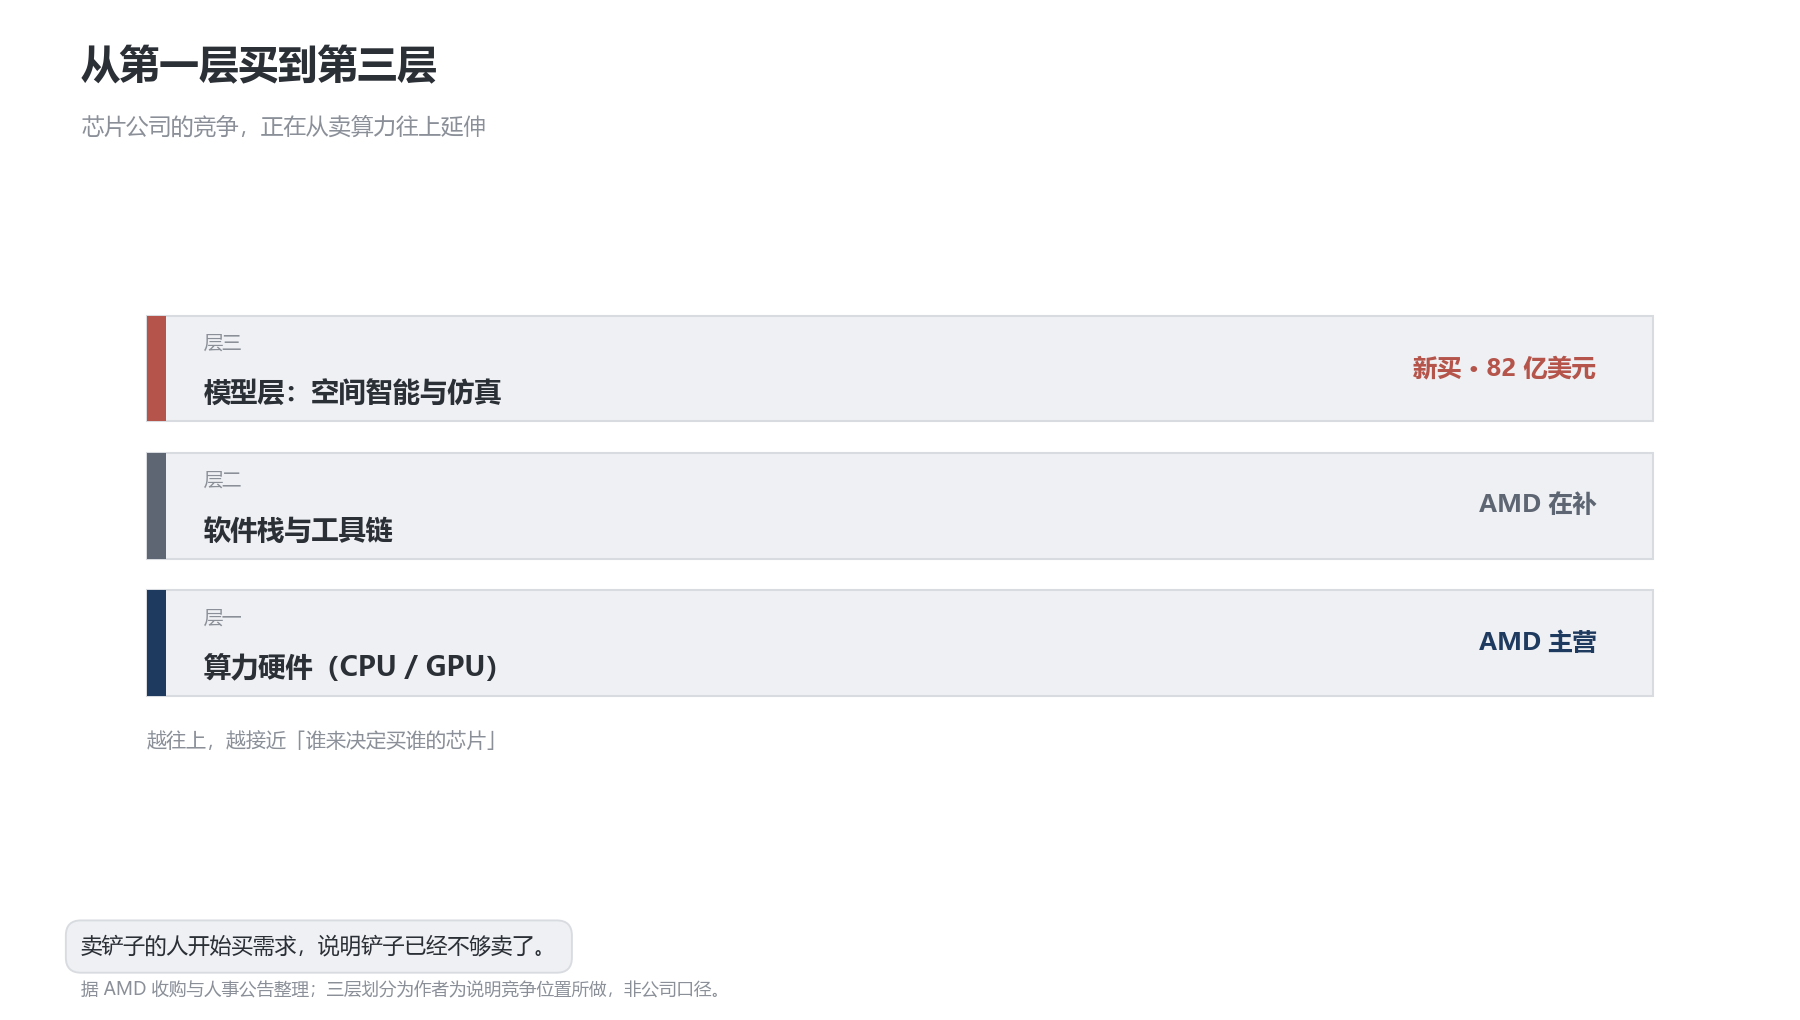 从第一层买到第三层
芯片公司的竞争，正在从卖算力往上延伸
层三
模型层：空间智能与仿真
新买 · 82 亿美元
层二
软件栈与工具链
AMD 在补
层一
算力硬件（CPU / GPU）
AMD 主营
越往上，越接近「谁来决定买谁的芯片」
卖铲子的人开始买需求，说明铲子已经不够卖了。
据 AMD 收购与人事公告整理；三层划分为作者为说明竞争位置所做，非公司口径。